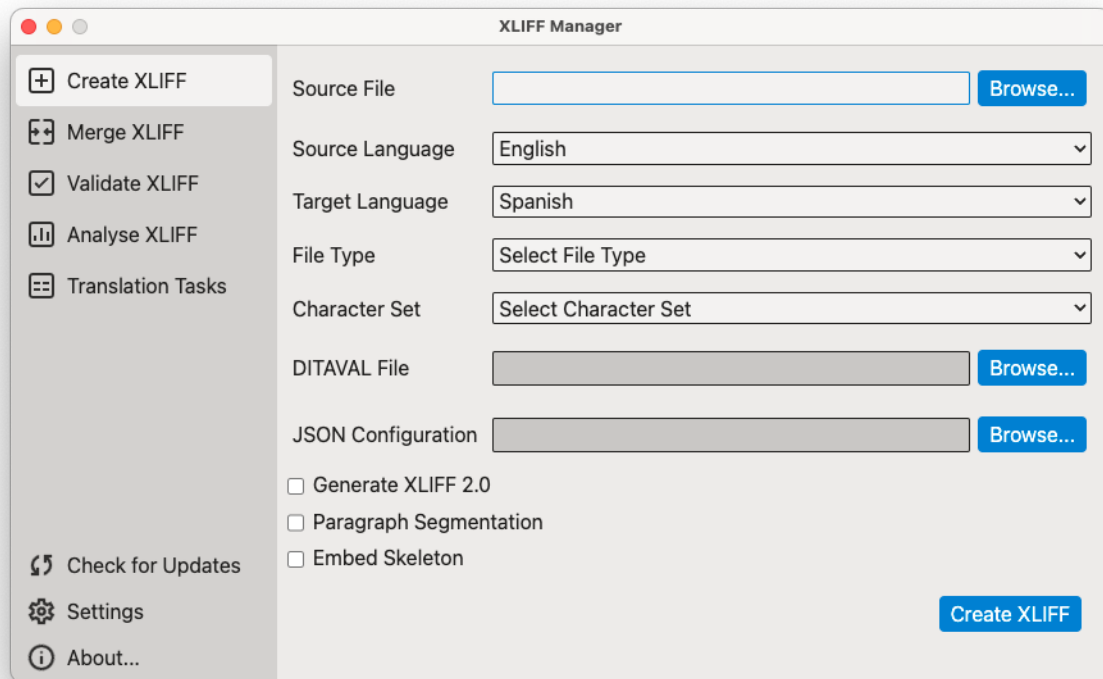 XLIFF Manager
Create XLIFF
Merge XLIFF
Validate XLIFF
Analyse XLIFF
Translation Tasks
Check for Updates
Settings
About...
Source File
Browse...
Source Language
English
Target Language
Spanish
File Type
Select File Type
Character Set
Select Character Set
DITAVAL File
Browse...
JSON Configuration
Browse...
Generate XLIFF 2.0
Paragraph Segmentation
Embed Skeleton
Create XLIFF